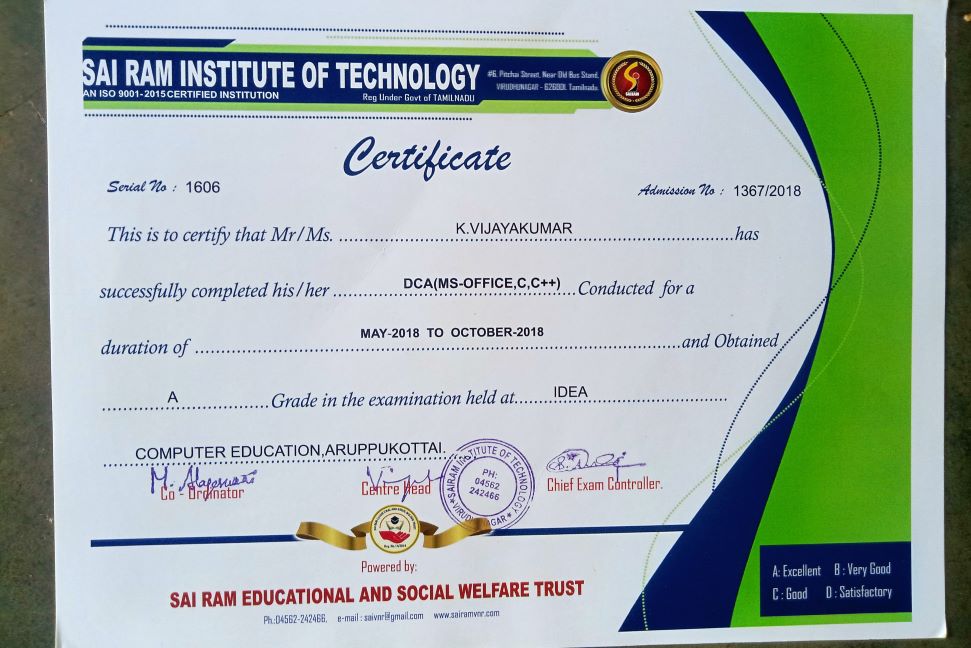 SAI RAM INSTITUTE OF TECHNOLOGY
AN ISO 9001-2015 CERTIFIED INSTITUTION
Reg Under Govt of TAMILNADU
#6, Pitchai Street, Near Old Bus Stand,
VIRUDHUNAGAR - 626001. Tamilnadu.
SAIRAM
Certificate
Serial No : 1606
Admission No : 1367/2018
This is to certify that Mr/Ms. K.VIJAYAKUMAR has
successfully completed his/her DCA(MS-OFFICE,C,C++) Conducted for a
duration of MAY-2018 TO OCTOBER-2018 and Obtained
A Grade in the examination held at IDEA
COMPUTER EDUCATION,ARUPPUKOTTAI.
Co - Ordinator
Centre Head
SAIRAM INSTITUTE OF TECHNOLOGY
PH:
04562
242466
VIRUDHUNAGAR
Chief Exam Controller.
Powered by:
SAI RAM EDUCATIONAL AND SOCIAL WELFARE TRUST
Ph.:04562-242466, e-mail : saivnr@gmail.com www.sairamvnr.com
A: Excellent B : Very Good
C : Good D : Satisfactory